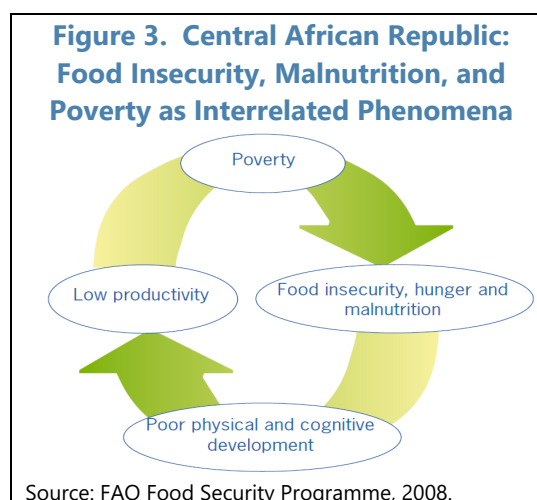 Figure 3. Central African Republic:
Food Insecurity, Malnutrition, and
Poverty as Interrelated Phenomena
Poverty
Low productivity
Food insecurity, hunger and
malnutrition
Poor physical and cognitive
development
Source: FAO Food Security Programme, 2008.